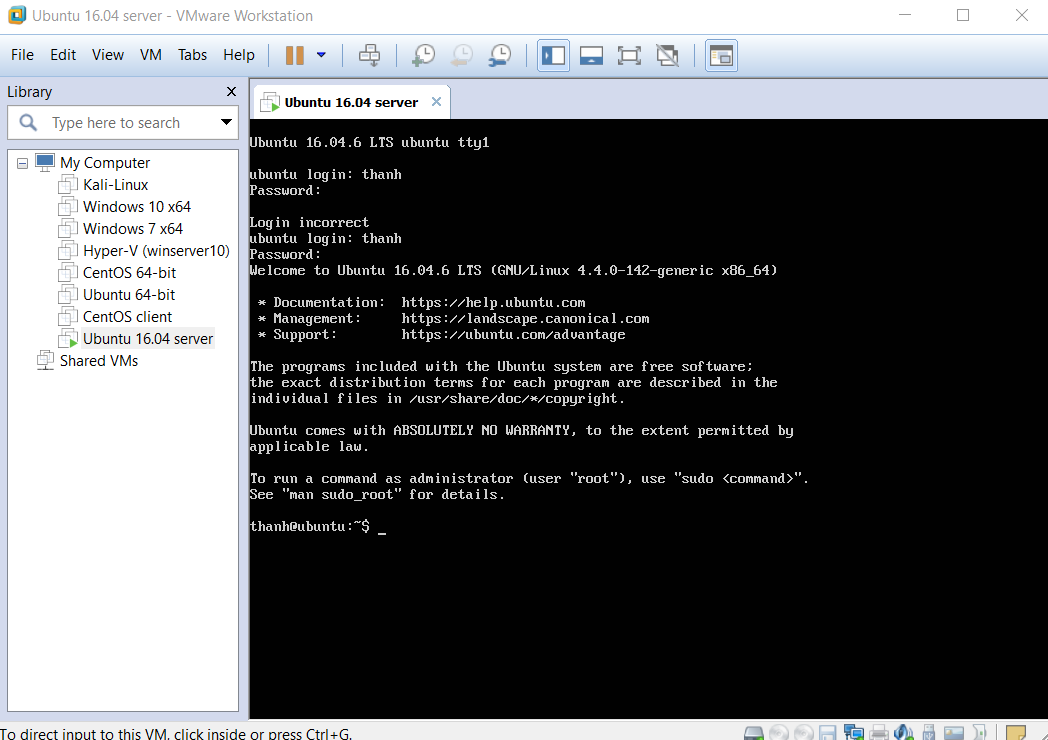 Ubuntu 16.04 server - VMware Workstation
File Edit View VM Tabs Help
Library
Type here to search
My Computer
Kali-Linux
Windows 10 x64
Windows 7 x64
Hyper-V (winserver10)
CentOS 64-bit
Ubuntu 64-bit
CentOS client
Ubuntu 16.04 server
Shared VMs
Ubuntu 16.04 server
Ubuntu 16.04.6 LTS ubuntu tty1
ubuntu login: thanh
Password:
Login incorrect
ubuntu login: thanh
Password:
Welcome to Ubuntu 16.04.6 LTS (GNU/Linux 4.4.0-142-generic x86_64)
* Documentation: https://help.ubuntu.com
* Management: https://landscape.canonical.com
* Support: https://ubuntu.com/advantage
The programs included with the Ubuntu system are free software;
the exact distribution terms for each program are described in the
individual files in /usr/share/doc/*/copyright.
Ubuntu comes with ABSOLUTELY NO WARRANTY, to the extent permitted by
applicable law.
To run a command as administrator (user "root"), use "sudo <command>".
See "man sudo_root" for details.
thanh@ubuntu:~$ _
To direct input to this VM, click inside or press Ctrl+G.